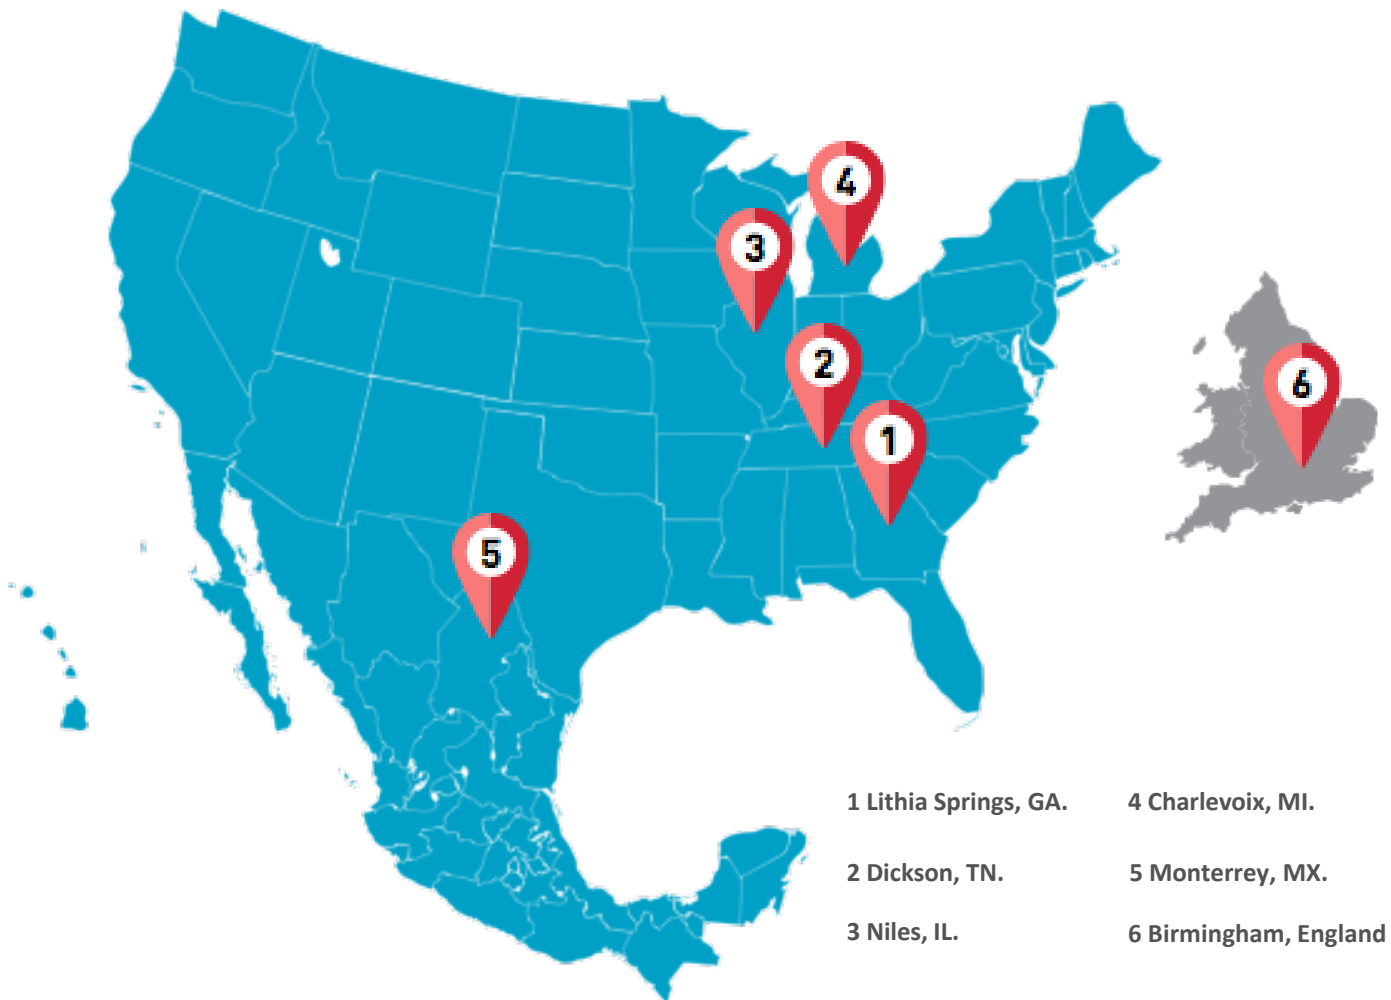 4
3
2
1
6
5
1 Lithia Springs, GA.
4 Charlevoix, MI.
2 Dickson, TN.
5 Monterrey, MX.
3 Niles, IL.
6 Birmingham, England